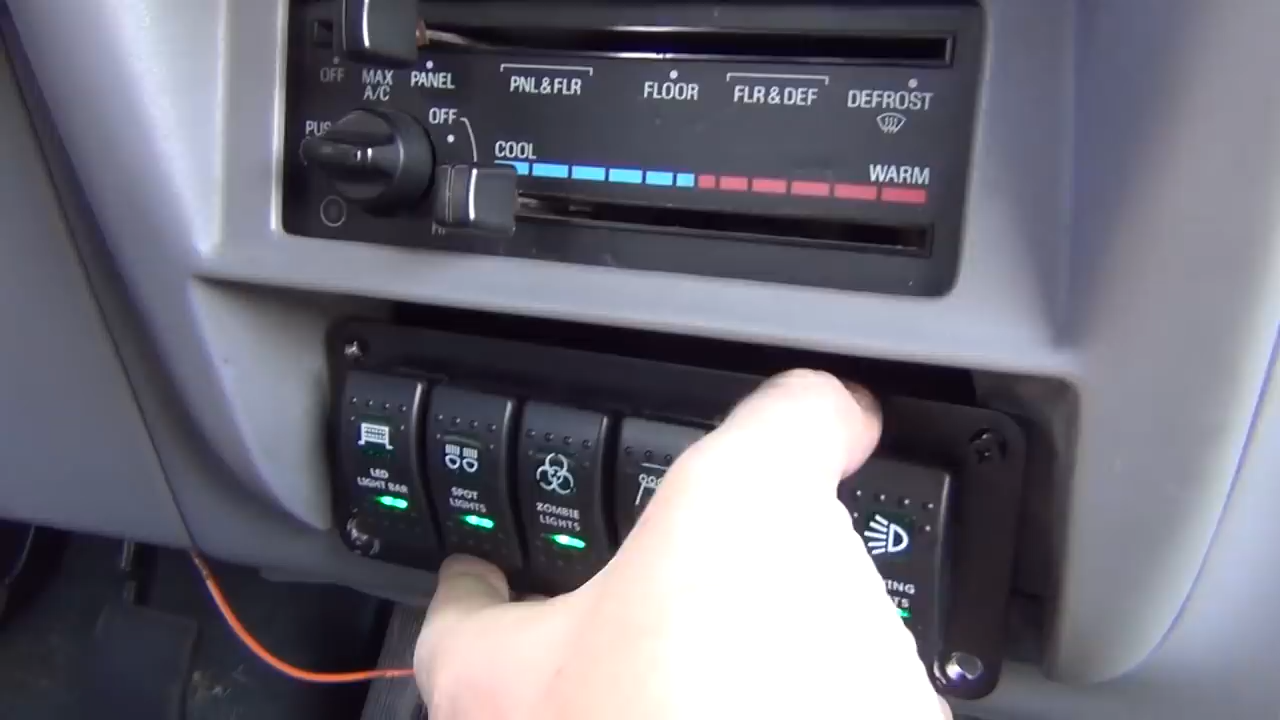 OFF
MAX
A/C
PANEL
PNL & FLR
FLOOR
FLR & DEF
DEFROST
OFF
COOL
WARM
LED
LIGHT BAR
SPOT
LIGHTS
ZOMBIE
LIGHTS